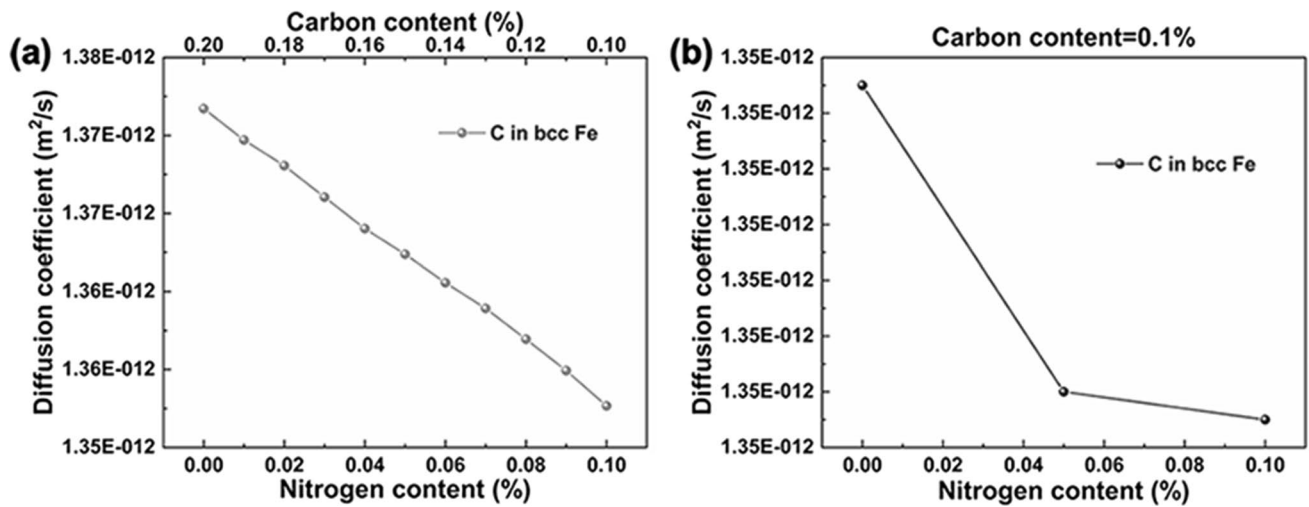 (a)
Carbon content (%)
0.20 0.18 0.16 0.14 0.12 0.10
1.38E-012
1.37E-012
1.37E-012
1.36E-012
1.36E-012
1.35E-012
Diffusion coefficient (m²/s)
C in bcc Fe
0.00 0.02 0.04 0.06 0.08 0.10
Nitrogen content (%)
(b)
Carbon content=0.1%
1.35E-012
1.35E-012
1.35E-012
1.35E-012
1.35E-012
1.35E-012
1.35E-012
1.35E-012
Diffusion coefficient (m²/s)
C in bcc Fe
0.00 0.02 0.04 0.06 0.08 0.10
Nitrogen content (%)